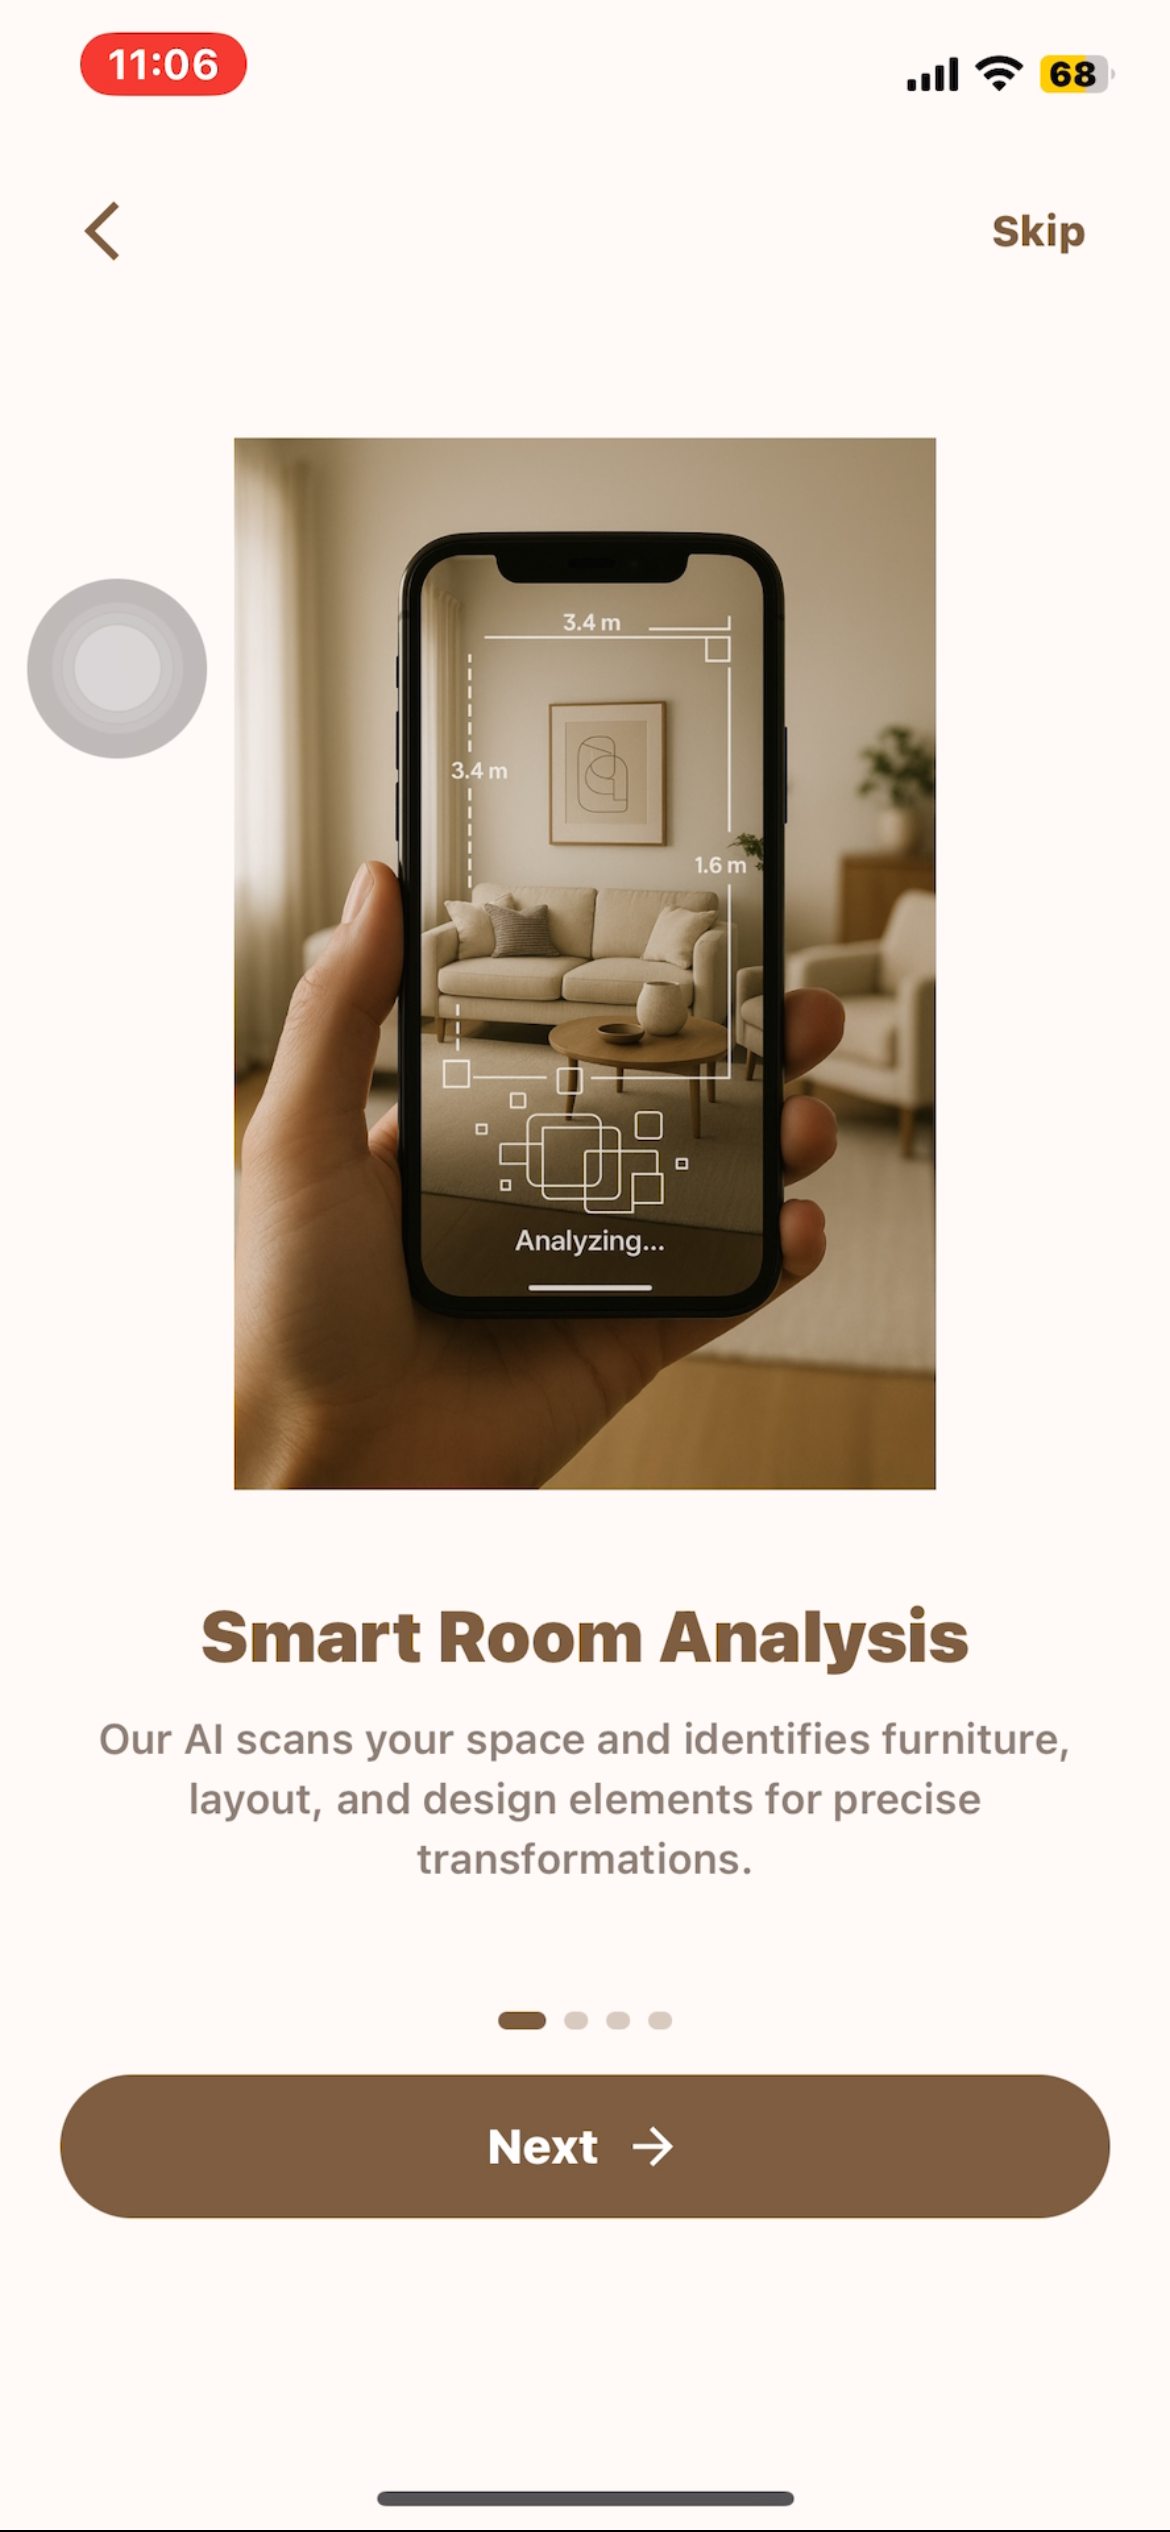 11:06
68
Skip
3.4 m
3.4 m
1.6 m
Analyzing...
Smart Room Analysis
Our AI scans your space and identifies furniture,
layout, and design elements for precise
transformations.
Next